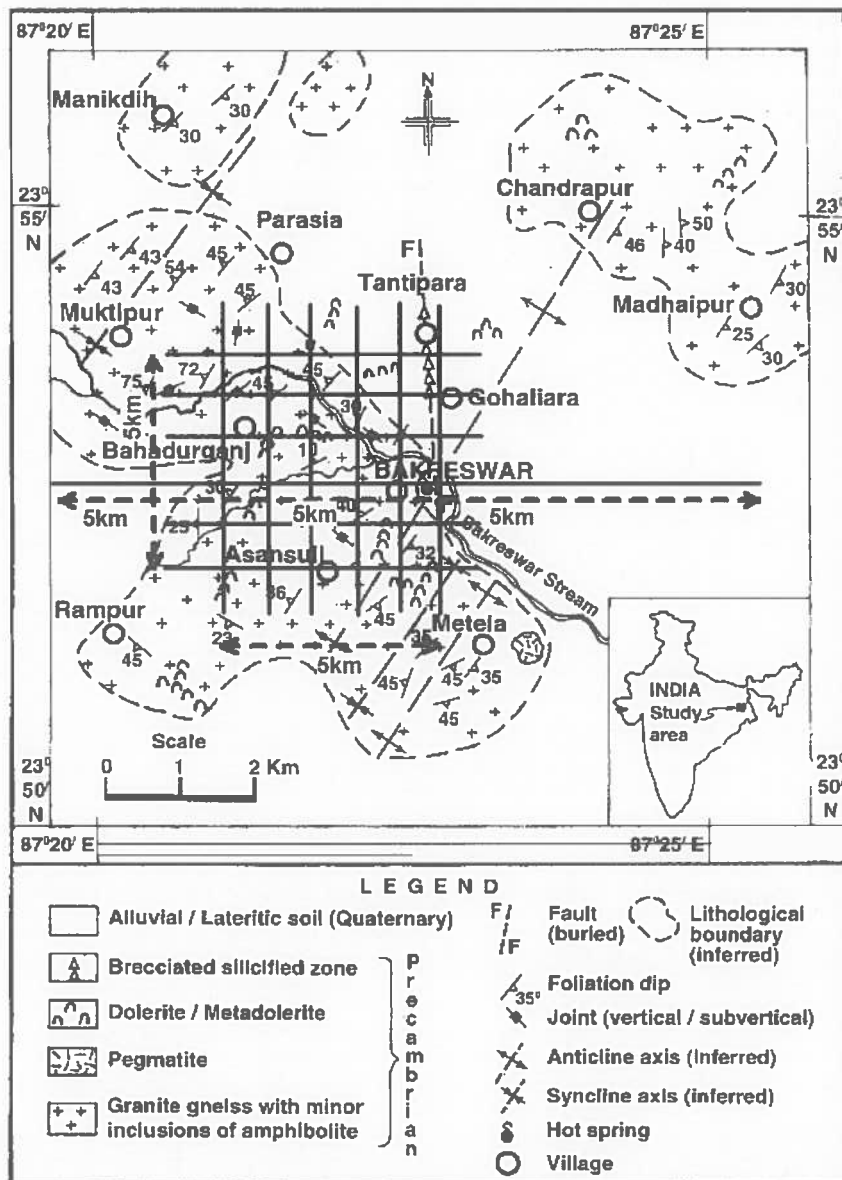 87° 20' E
87° 25' E
N
Manikdih
30
30
23°
55'
N
Chandrapur
23°
55'
N
Parasia
F
50
46
40
43
43
54
45
45
Tantipara
Muktipur
Madhaipur
30
25
30
72
75
45
45
5km
Gohaliara
30
Bahadurganj
10
BAKRESWAR
30
5km
5km
5km
40
25
F
Asansuli
32
Bakreswar Stream
36
45
Rampur
23
Metela
35
45
5km
45
45
35
45
INDIA
Study
area
Scale
0 1 2 Km
23°
50'
N
23°
50'
N
87° 20' E
87° 25' E
LEGEND
Alluvial / Lateritic soil (Quaternary)
Brecciated silicified zone
Dolerite / Metadolerite
Pegmatite
Granite gneiss with minor
inclusions of amphibolite
Precambrian
F
F
Fault
(buried)
Lithological
boundary
(inferred)
35°
Foliation dip
Joint (vertical / subvertical)
Anticline axis (Inferred)
Syncline axis (inferred)
Hot spring
Village